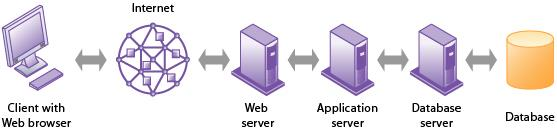 Internet
Client with
Web browser
Web
server
Application
server
Database
server
Database